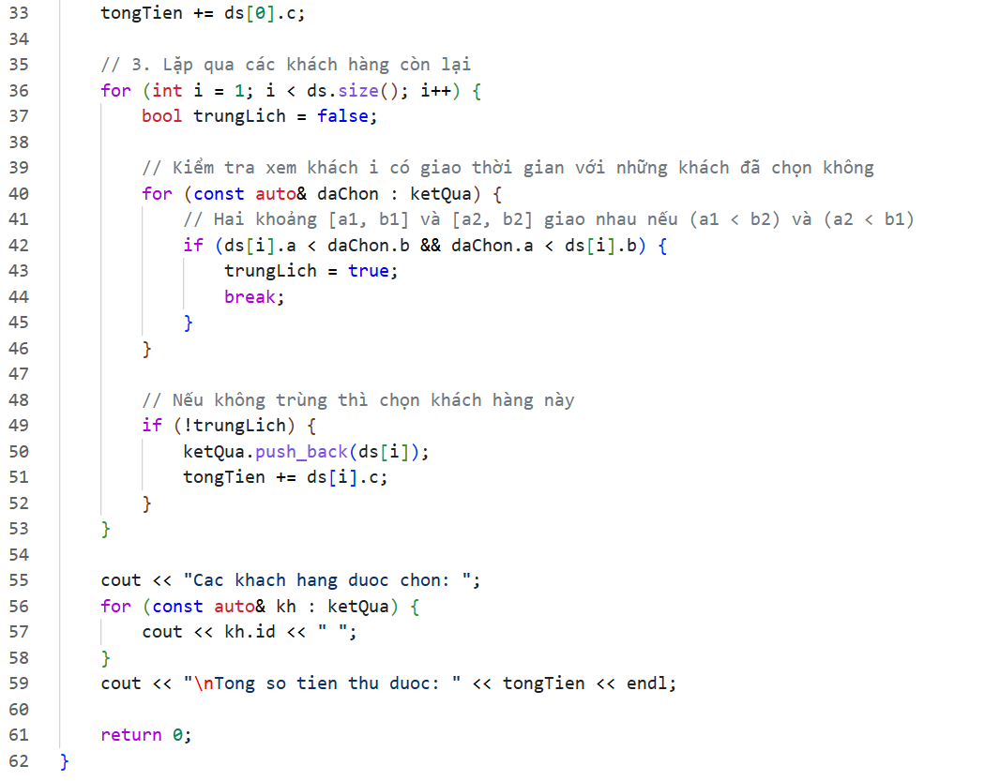 33 tongTien += ds[0].c;
34
35 // 3. Lặp qua các khách hàng còn lại
36 for (int i = 1; i < ds.size(); i++) {
37 bool trungLich = false;
38
39 // Kiểm tra xem khách i có giao thời gian với những khách đã chọn không
40 for (const auto& daChon : ketQua) {
41 // Hai khoảng [a1, b1] và [a2, b2] giao nhau nếu (a1 < b2) và (a2 < b1)
42 if (ds[i].a < daChon.b && daChon.a < ds[i].b) {
43 trungLich = true;
44 break;
45 }
46 }
47
48 // Nếu không trùng thì chọn khách hàng này
49 if (!trungLich) {
50 ketQua.push_back(ds[i]);
51 tongTien += ds[i].c;
52 }
53 }
54
55 cout << "Cac khach hang duoc chon: ";
56 for (const auto& kh : ketQua) {
57 cout << kh.id << " ";
58 }
59 cout << "\nTong so tien thu duoc: " << tongTien << endl;
60
61 return 0;
62 }